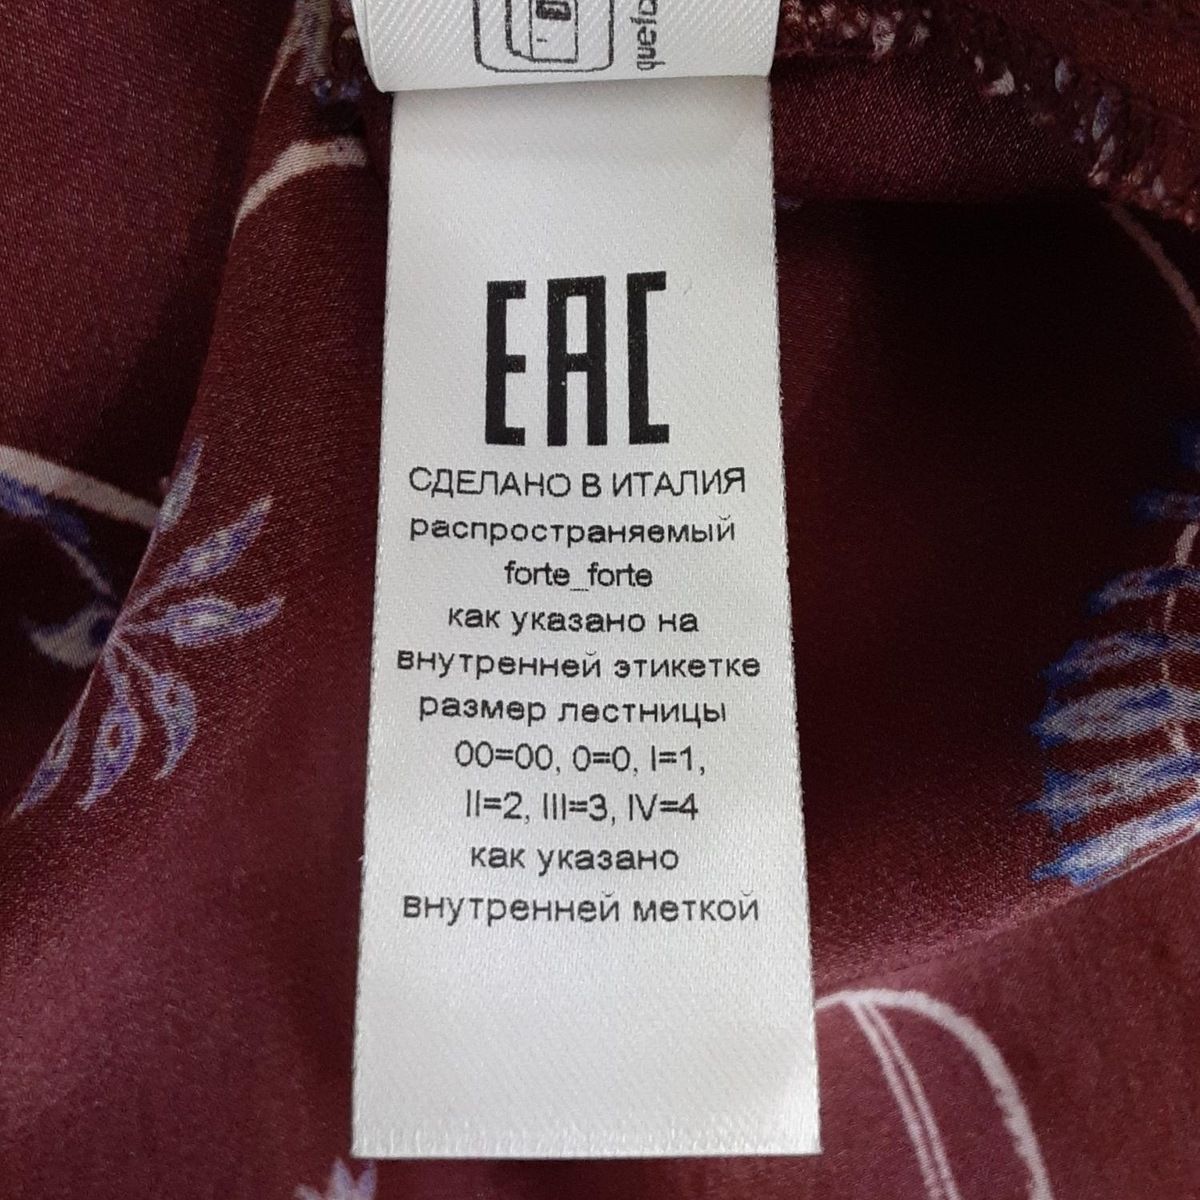 EAC
СДЕЛАНО В ИТАЛИЯ
распространяемый
forte_forte
как указано на
внутренней этикетке
размер лестницы
00=00, 0=0, I=1,
II=2, III=3, IV=4
как указано
внутренней меткой